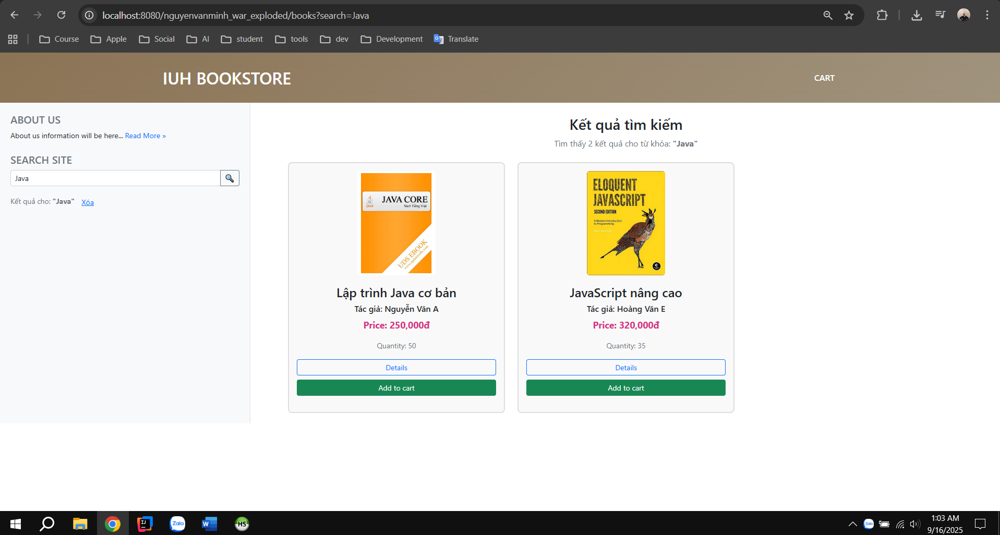 localhost:8080/nguyenvanminh_war_exploded/books?search=Java
Course
Apple
Social
AI
student
tools
dev
Development
Translate
IUH BOOKSTORE
CART
ABOUT US
About us information will be here... Read More »
SEARCH SITE
Java
Kết quả cho: "Java" Xóa
Kết quả tìm kiếm
Tìm thấy 2 kết quả cho từ khóa: "Java"
Java
JAVA CORE
Sách Tiếng Việt
UDS EBOOK
Lập trình Java cơ bản
Tác giả: Nguyễn Văn A
Price: 250,000đ
Quantity: 50
Details
Add to cart
ELOQUENT
JAVASCRIPT
SECOND EDITION
A Modern Introduction
to Programming
JavaScript nâng cao
Tác giả: Hoàng Văn E
Price: 320,000đ
Quantity: 35
Details
Add to cart
IJ
Zalo
W
HS
Zalo
1:03 AM
9/16/2025